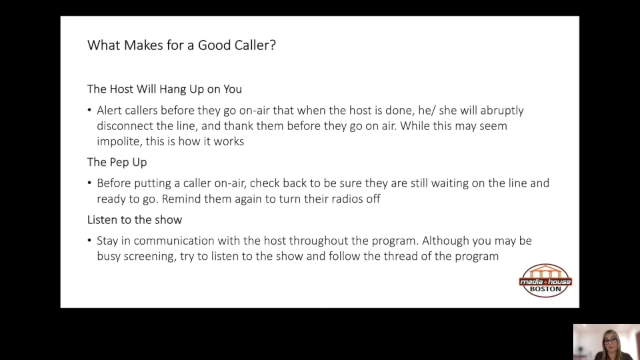 What Makes for a Good Caller?
The Host Will Hang Up on You
• Alert callers before they go on-air that when the host is done, he/ she will abruptly
disconnect the line, and thank them before they go on air. While this may seem
impolite, this is how it works
The Pep Up
• Before putting a caller on-air, check back to be sure they are still waiting on the line and
ready to go. Remind them again to turn their radios off
Listen to the show
• Stay in communication with the host throughout the program. Although you may be
busy screening, try to listen to the show and follow the thread of the program
media house
BOSTON